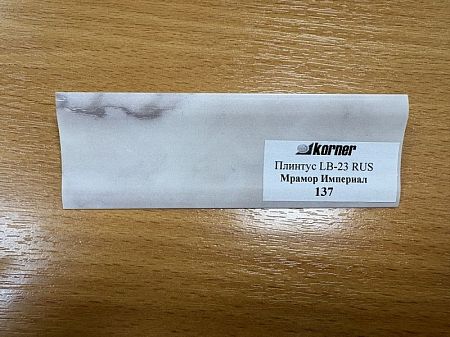 korner
Плинтус LB-23 RUS
Мрамор Империал
137